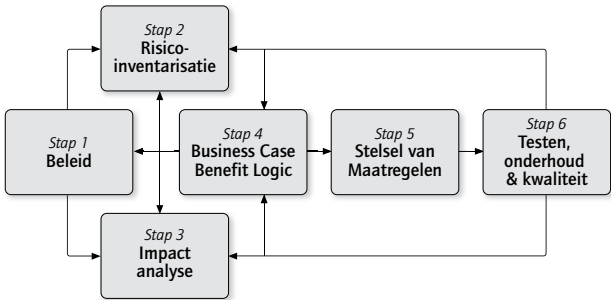 Stap 2
Risico-
inventarisatie
Stap 1
Beleid
Stap 4
Business Case
Benefit Logic
Stap 5
Stelsel van
Maatregelen
Stap 6
Testen,
onderhoud
& kwaliteit
Stap 3
Impact
analyse